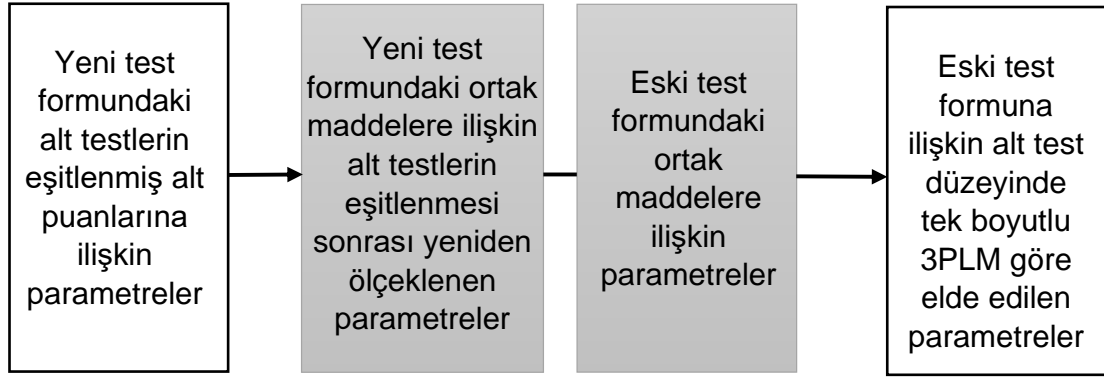 Yeni test
formundaki
alt testlerin
eşitlenmiş alt
puanlarına
ilişkin
parametreler
Yeni test
formundaki ortak
maddelere ilişkin
alt testlerin
eşitlenmesi
sonrası yeniden
ölçeklenen
parametreler
Eski test
formundaki
ortak
maddelere
ilişkin
parametreler
Eski test
formuna
ilişkin alt test
düzeyinde
tek boyutlu
3PLM göre
elde edilen
parametreler